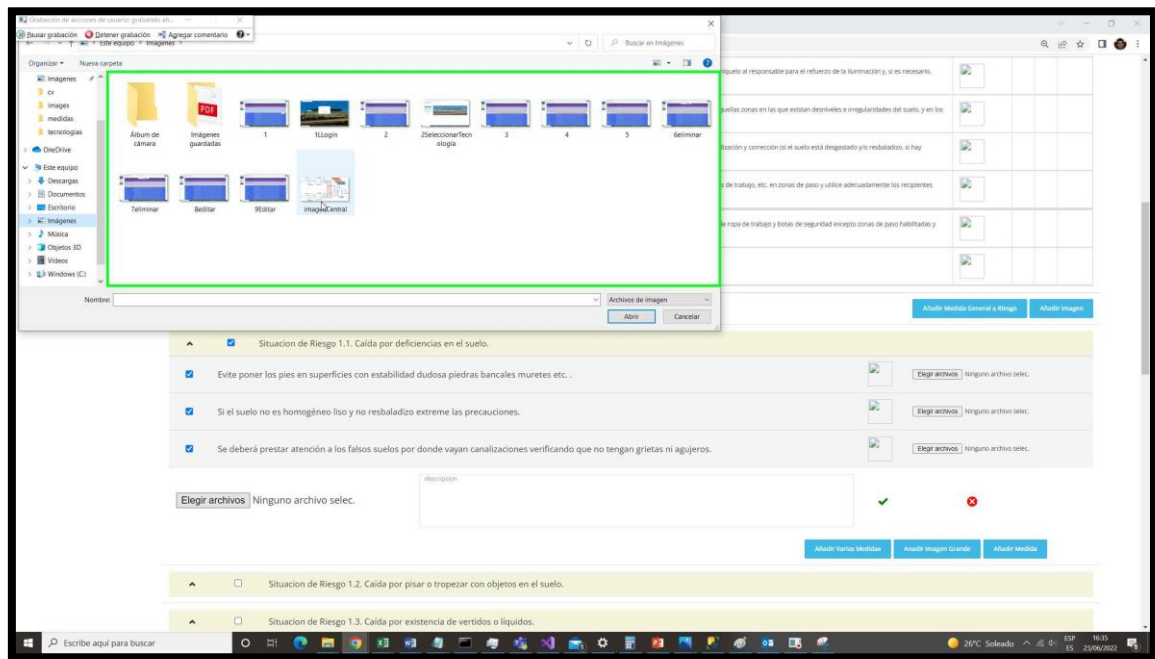 Grabación de acciones de usuario: grabando ah...
Pausar grabación Detener grabación Agregar comentario
Este equipo > Imágenes
Buscar en Imágenes
Organizar Nueva carpeta
Imágenes
cv
images
medidas
tecnologias
OneDrive
Este equipo
Descargas
Documentos
Escritorio
Imágenes
Música
Objetos 3D
Vídeos
Windows (C:)
Álbum de cámara
Imágenes guardadas
1
1Login
2
2SeleccionarTecnología
3
4
5
6eliminar
7eliminar
8editar
9Editar
imagenCentral
Nombre:
Archivos de imagen
Abrir Cancelar
al responsable para el refuerzo de la iluminación y, si es necesario,
zonas en las que existan desniveles e irregularidades del suelo, y en los
y corrección (si el suelo está desgastado y/o resbaladizo, si hay
de trabajo, etc. en zonas de paso y utilice adecuadamente los recipientes
ropa de trabajo y botas de seguridad excepto zonas de paso habilitadas y
Añadir Medida General a Riesgo Añadir Imagen
Situacion de Riesgo 1.1. Caída por deficiencias en el suelo.
Evite poner los pies en superficies con estabilidad dudosa piedras bancales muretes etc. .
Elegir archivos Ninguno archivo selec.
Si el suelo no es homogéneo liso y no resbaladizo extreme las precauciones.
Elegir archivos Ninguno archivo selec.
Se deberá prestar atención a los falsos suelos por donde vayan canalizaciones verificando que no tengan grietas ni agujeros.
Elegir archivos Ninguno archivo selec.
Elegir archivos Ninguno archivo selec.
descripcion
Añadir Varias Medidas Anadir Imagen Grande Añadir Medida
Situacion de Riesgo 1.2. Caída por pisar o tropezar con objetos en el suelo.
Situacion de Riesgo 1.3. Caída por existencia de vertidos o líquidos.
Escribe aquí para buscar
26°C Soleado
ESP
ES
16:35
23/06/2022